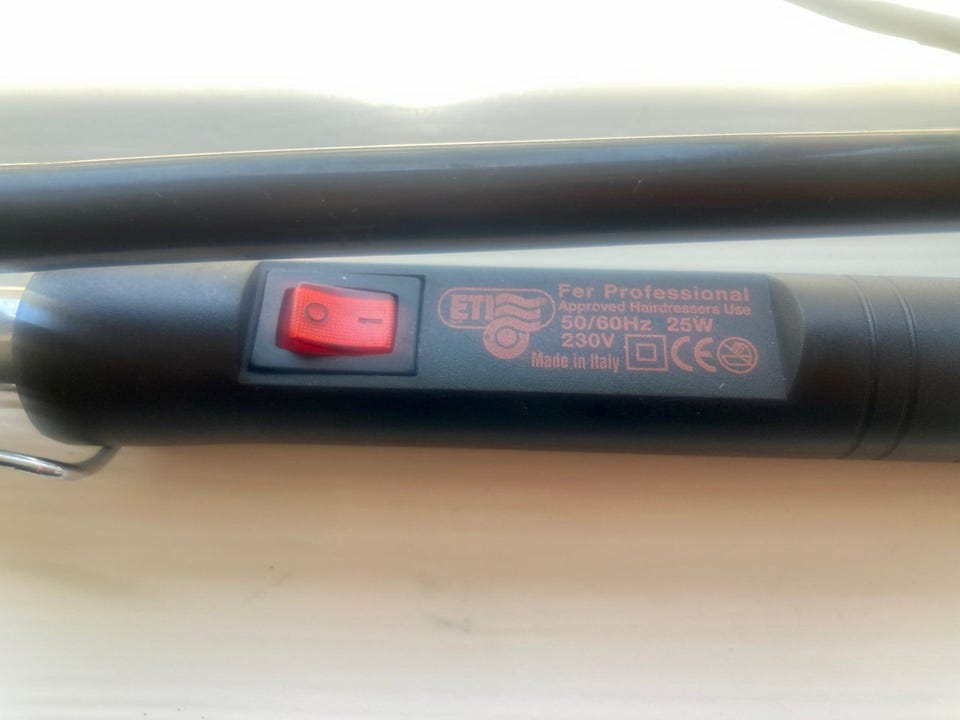 ETI
Fer Professional
Approved Hairdressers Use
50/60Hz 25W
230V
Made in Italy CE